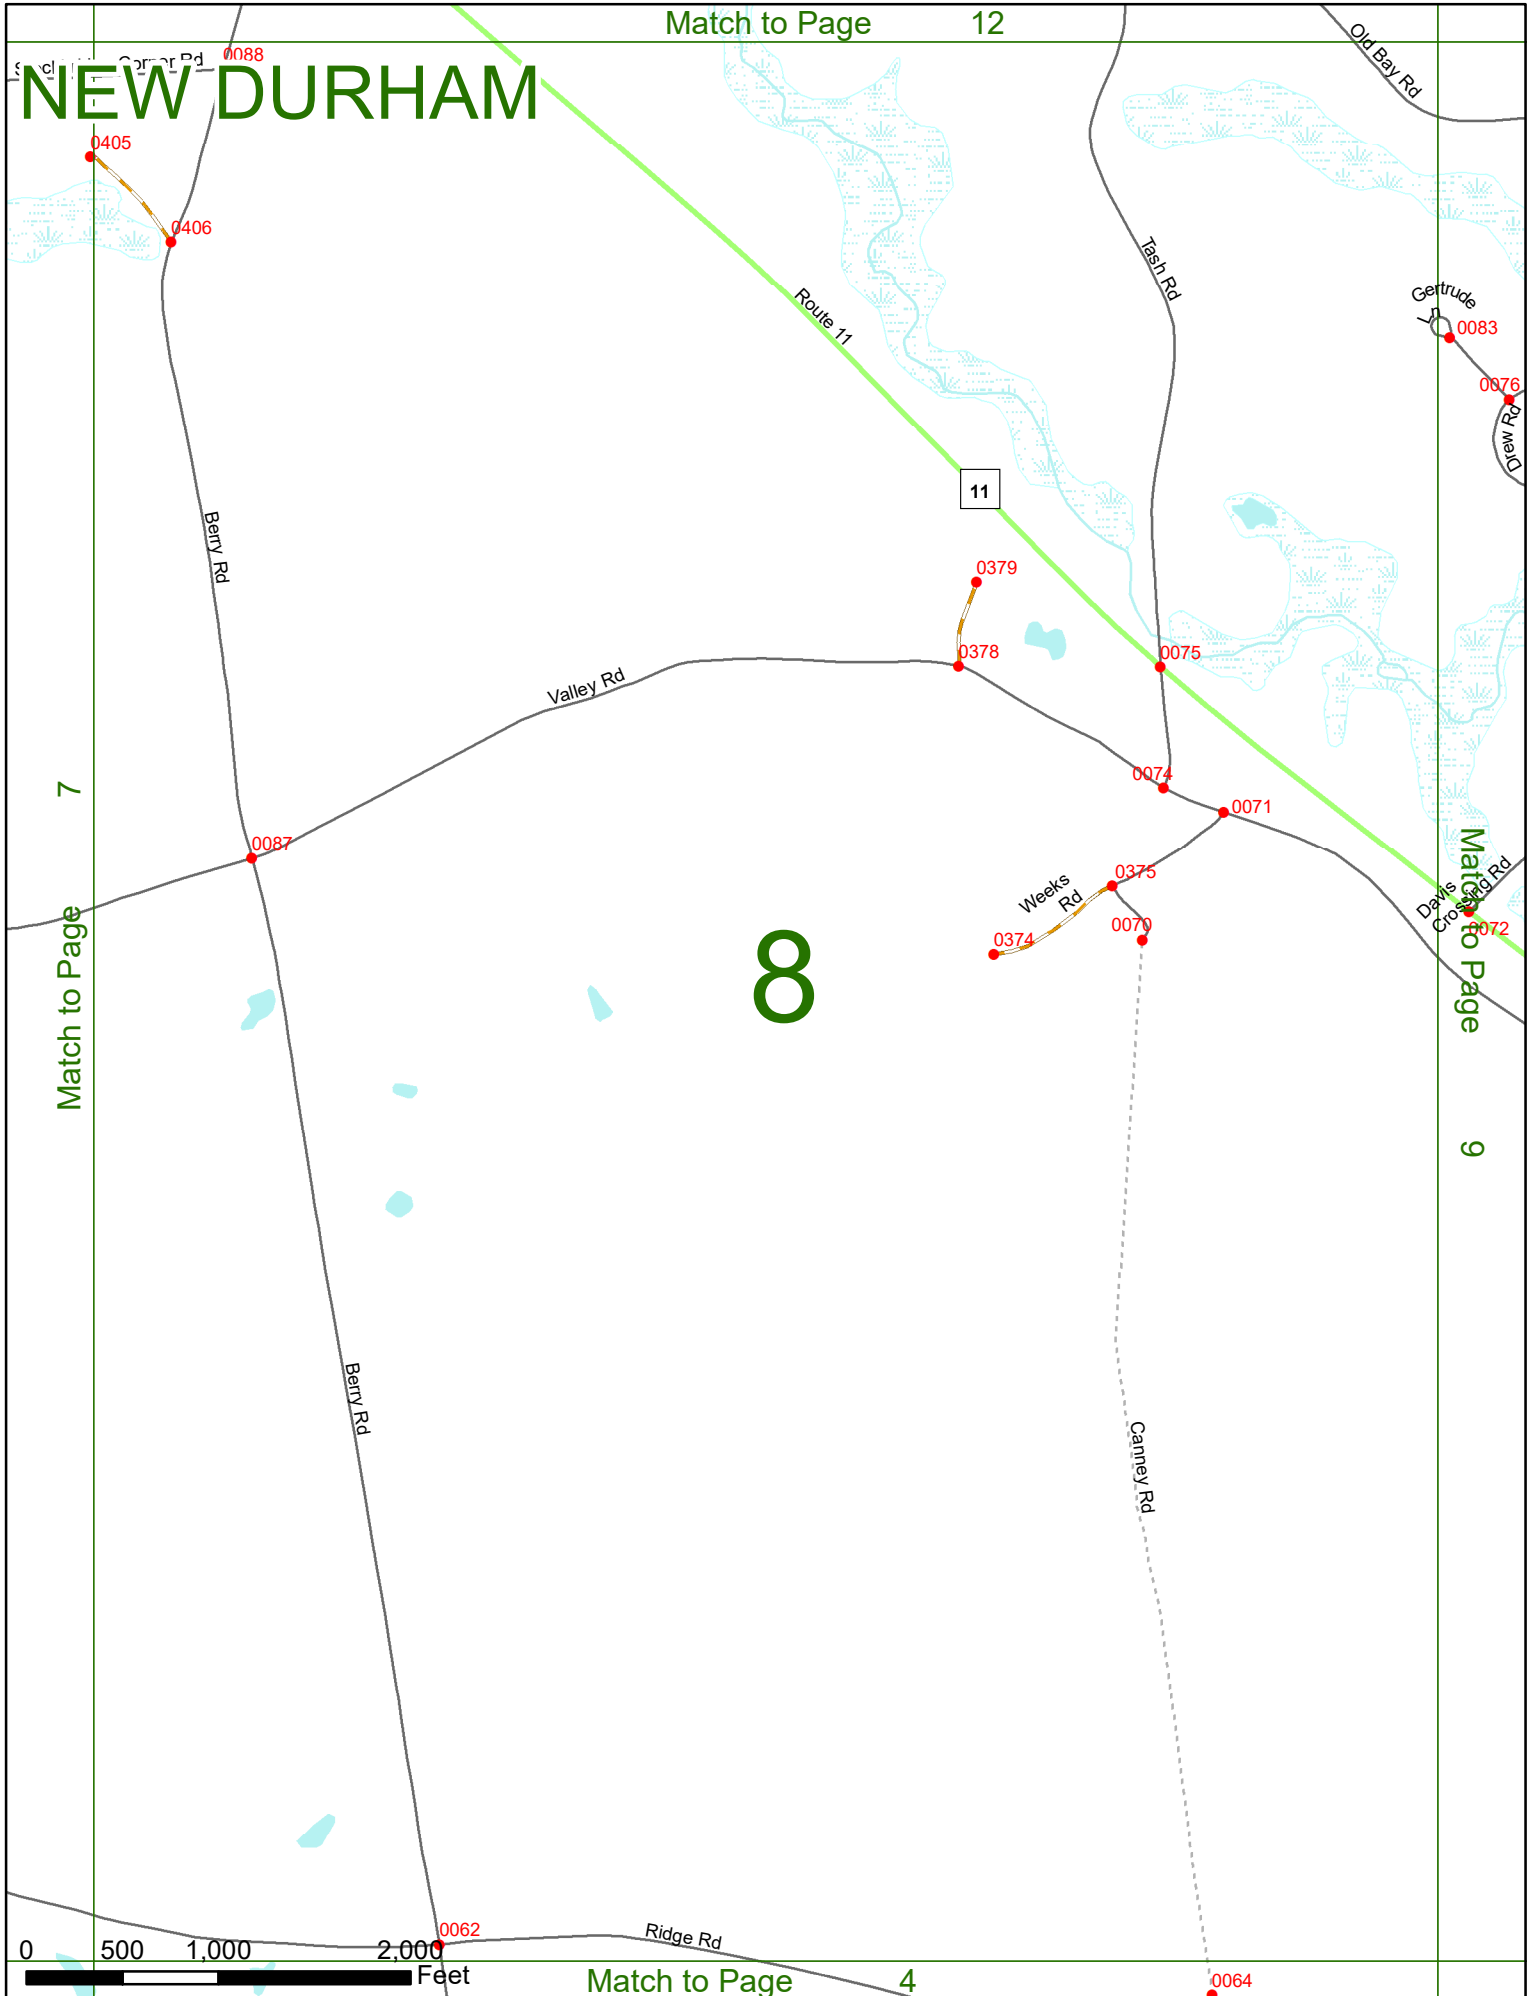 Match to Page 12
Old Bay Rd
Corner Rd
0088
NEW DURHAM
0405
0406
Tash Rd
Route 11
Gertrude
Ln
0083
0076
Drew Rd
11
Berry Rd
0379
0378
0075
Valley Rd
0074
0071
7
Match to Page
0087
0375
Weeks
Rd
0070
0374
Davis
Crossing Rd
0072
Match to Page
9
8
Berry Rd
Canney Rd
0062
Ridge Rd
0 500 1,000 2,000
Feet
Match to Page 4
0064